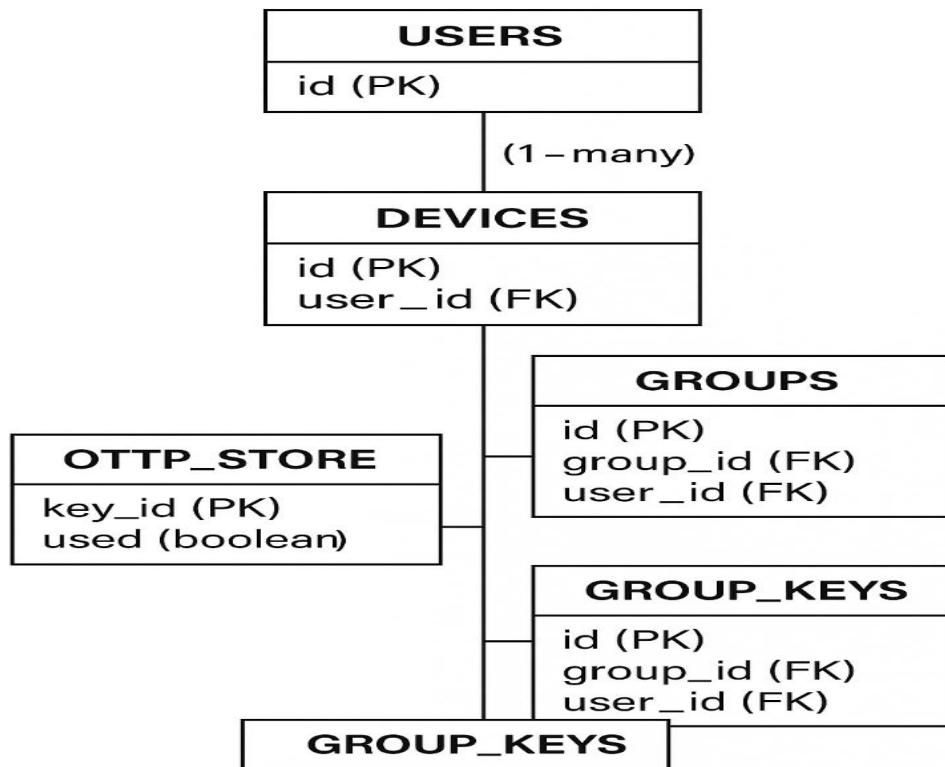 USERS
id (PK)
(1-many)
DEVICES
id (PK)
user_id (FK)
GROUPS
id (PK)
group_id (FK)
user_id (FK)
OTTP_STORE
key_id (PK)
used (boolean)
GROUP_KEYS
id (PK)
group_id (FK)
user_id (FK)
GROUP_KEYS